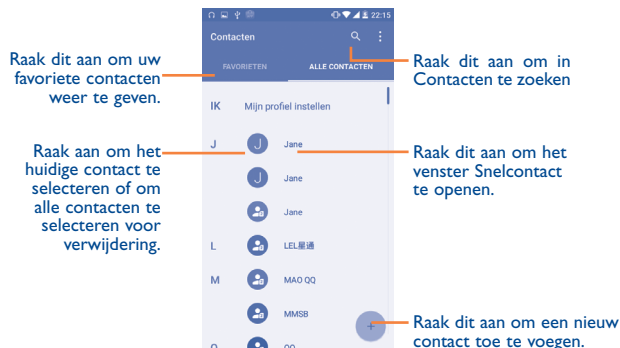 22:15
Contacten
FAVORIETEN
ALLE CONTACTEN
Raak dit aan om uw
favoriete contacten
weer te geven.
Raak dit aan om in
Contacten te zoeken
IK
Mijn profiel instellen
J
J
Jane
Raak aan om het
huidige contact te
selecteren of om
alle contacten te
selecteren voor
verwijdering.
Raak dit aan om het
venster Snelcontact
te openen.
J
Jane
Jane
L
LEL星通
M
MAO QQ
MMSB
Q
QQ
Raak dit aan om een nieuw
contact toe te voegen.